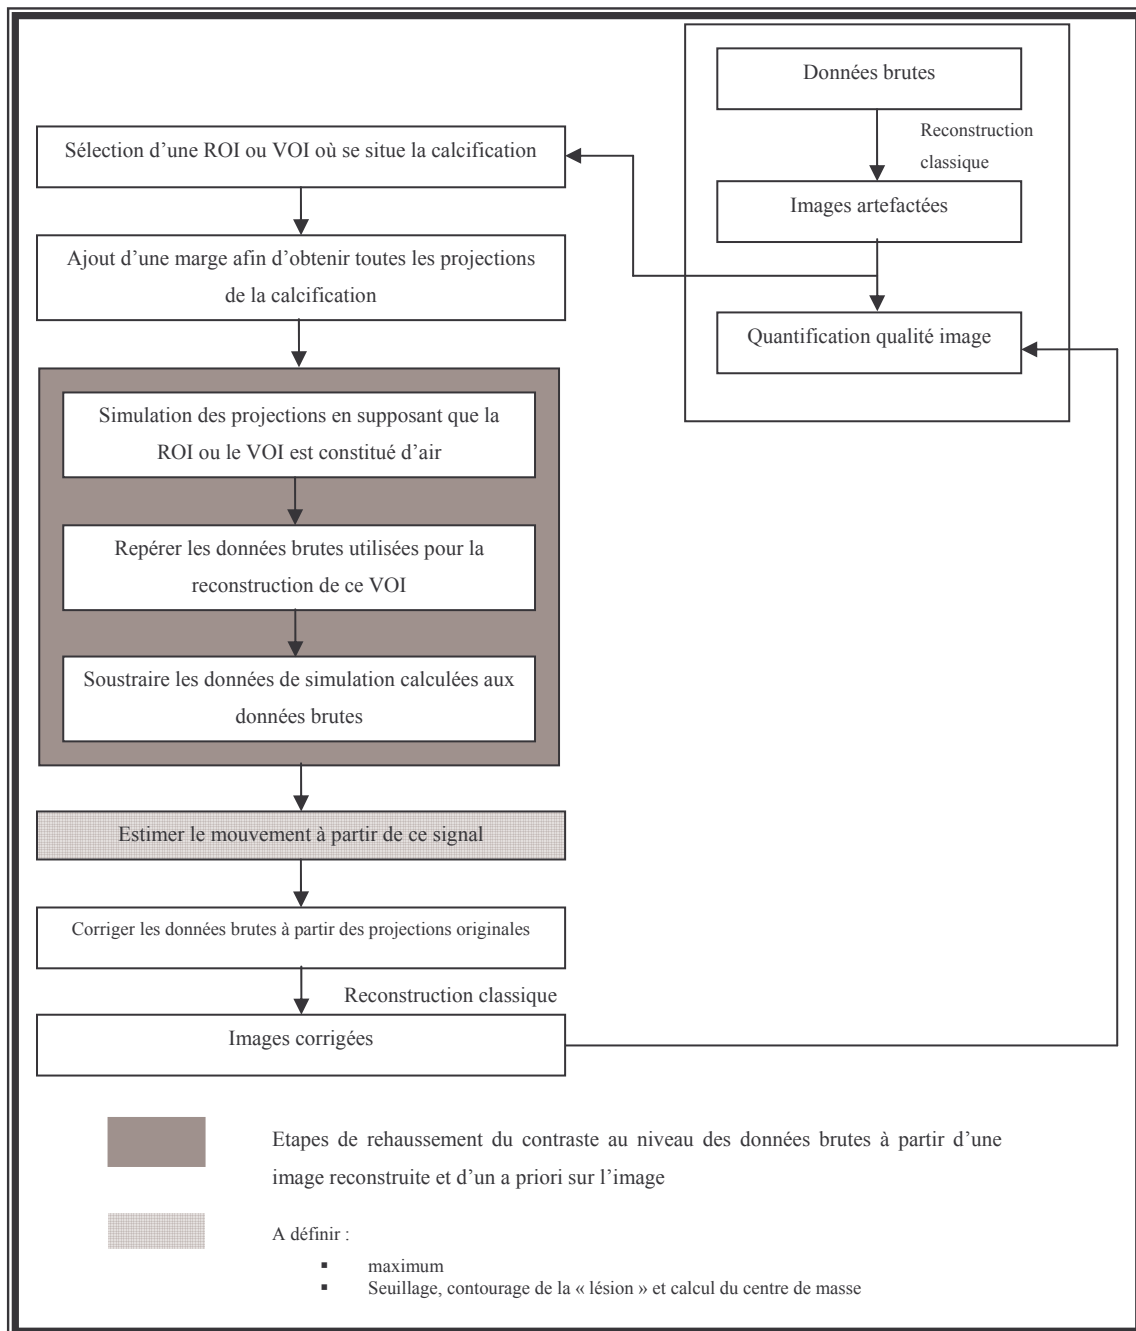 Données brutes
Reconstruction
classique
Images artefactées
Quantification qualité image
Sélection d’une ROI ou VOI où se situe la calcification
Ajout d’une marge afin d’obtenir toutes les projections
de la calcification
Simulation des projections en supposant que la
ROI ou le VOI est constitué d’air
Repérer les données brutes utilisées pour la
reconstruction de ce VOI
Soustraire les données de simulation calculées aux
données brutes
Estimer le mouvement à partir de ce signal
Corriger les données brutes à partir des projections originales
Reconstruction classique
Images corrigées
Etapes de rehaussement du contraste au niveau des données brutes à partir d’une
image reconstruite et d’un a priori sur l’image
A définir :
▪ maximum
▪ Seuillage, contourage de la « lésion » et calcul du centre de masse